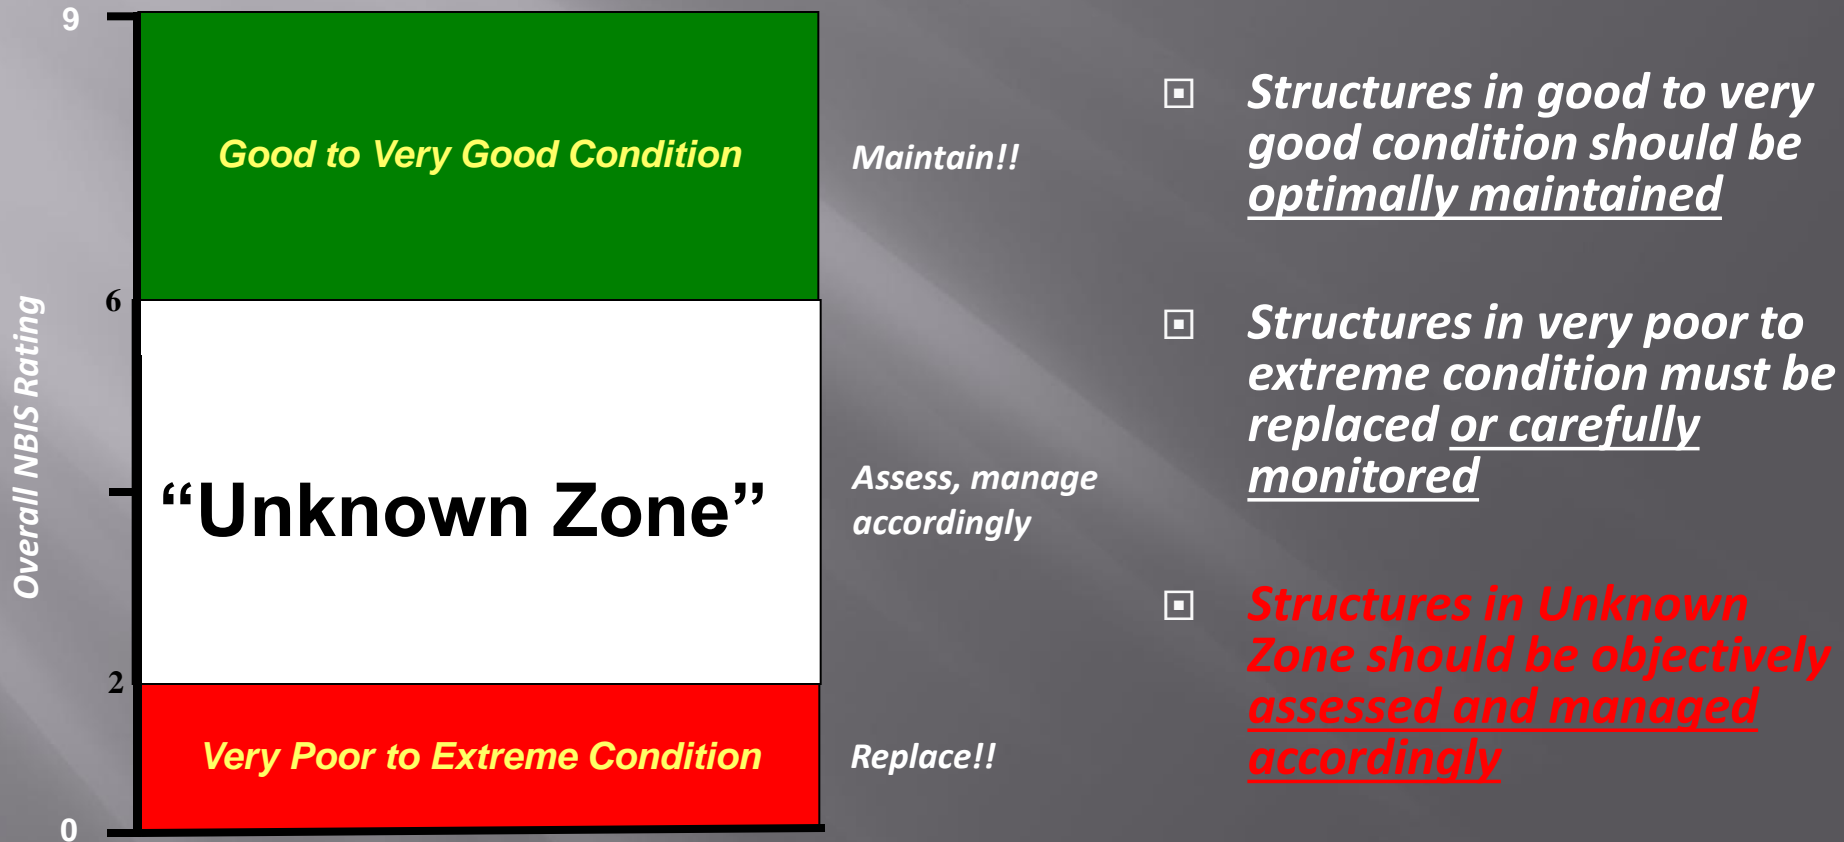 9
Good to Very Good Condition
Maintain!!
6
Overall NBIS Rating
“Unknown Zone”
Assess, manage
accordingly
2
Very Poor to Extreme Condition
Replace!!
0
Structures in good to very
good condition should be
optimally maintained
Structures in very poor to
extreme condition must be
replaced or carefully
monitored
Structures in Unknown
Zone should be objectively
assessed and managed
accordingly